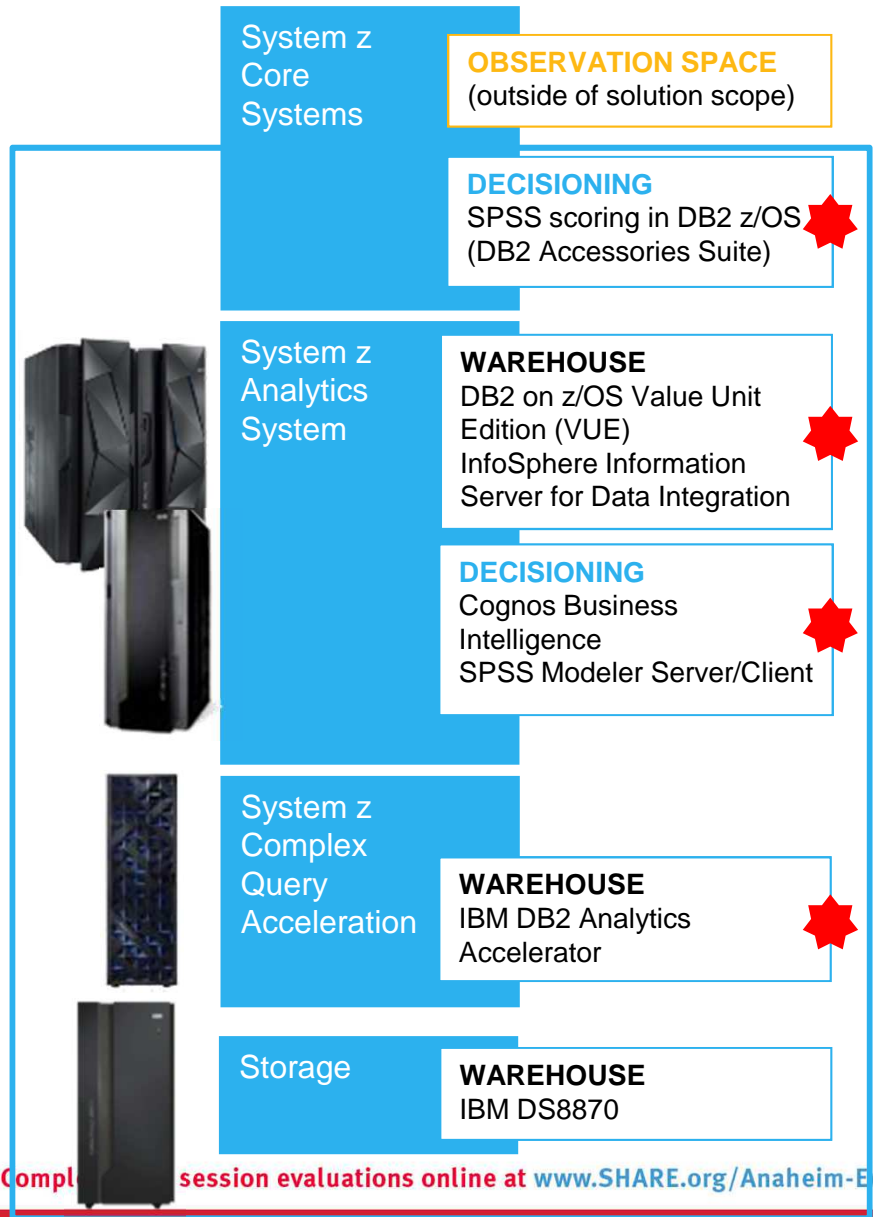 System z
Core
Systems
OBSERVATION SPACE
(outside of solution scope)
DECISIONING
SPSS scoring in DB2 z/OS
(DB2 Accessories Suite)
System z
Analytics
System
WAREHOUSE
DB2 on z/OS Value Unit
Edition (VUE)
InfoSphere Information
Server for Data Integration
DECISIONING
Cognos Business
Intelligence
SPSS Modeler Server/Client
System z
Complex
Query
Acceleration
WAREHOUSE
IBM DB2 Analytics
Accelerator
Storage
WAREHOUSE
IBM DS8870
session evaluations online at www.SHARE.org/Anaheim-E